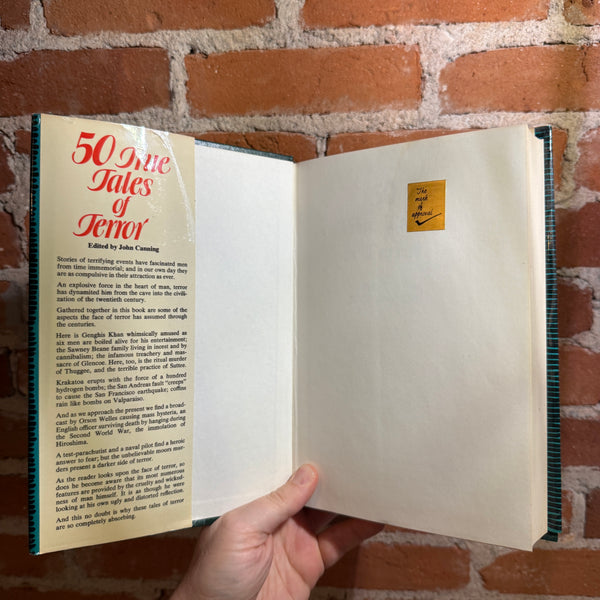 50 True
Tales
of
Terror
Edited by John Canning
Stories of terrifying events have fascinated men
from time immemorial; and in our own day they
are as compulsive in their attraction as ever.
An explosive force in the heart of man, terror
has dynamited him from the cave into the civili-
zation of the twentieth century.
Gathered together in this book are some of the
aspects the face of terror has assumed through
the centuries.
Here is Genghis Khan whimsically amused as
six men are boiled alive for his entertainment;
the Sawney Beane family living in incest and by
cannibalism; the infamous treachery and mas-
sacre of Glencoe. Here, too, is the ritual murder
of Thuggee, and the terrible practice of Suttee.
Krakatoa erupts with the force of a hundred
hydrogen bombs; the San Andreas fault "creeps"
to cause the San Francisco earthquake; coffins
rain like bombs on Valparaiso.
And as we approach the present we find a broad-
cast by Orson Welles causing mass hysteria, an
English officer surviving death by hanging during
the Second World War, the immolation of
Hiroshima.
A test-parachutist and a naval pilot find a heroic
answer to fear; but the unbelievable moors mur-
ders present a darker side of terror.
As the reader looks upon the face of terror, so
does he become aware that its most numerous
features are provided by the cruelty and wicked-
ness of man himself. It is as though he were
looking at his own ugly and distorted reflection.
And this no doubt is why these tales of terror
are so completely absorbing.
The
mark
of
approval